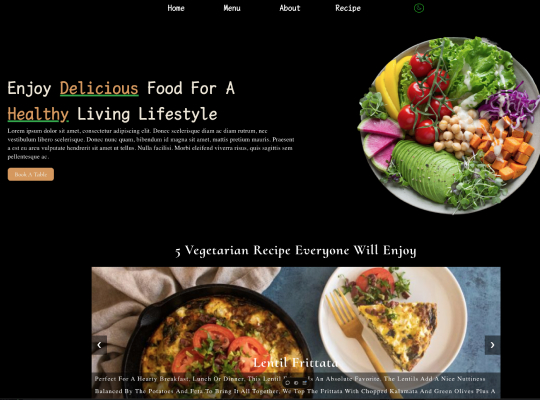 Home Menu About Recipe
Enjoy Delicious Food For A
Healthy Living Lifestyle
Lorem ipsum dolor sit amet, consectetur adipiscing elit. Donec scelerisque diam ac diam rutrum, nec
vestibulum libero scelerisque. Donec nunc quam, bibendum id magna sit amet, mattis pretium mauris. Praesent
a est eu arcu vulputate hendrerit sit amet ut tellus. Nulla facilisi. Morbi eleifend viverra risus, quis sagittis sem
pellentesque ac.
Book A Table
5 Vegetarian Recipe Everyone Will Enjoy
Lentil Frittata
Perfect For A Hearty Breakfast, Lunch Or Dinner, This Lentil Is An Absolute Favorite. The Lentils Add A Nice Nuttiness
Balanced By The Potatoes And Feta To Bring It All Together. We Top The Frittata With Chopped Kalamata And Green Olives Plus A